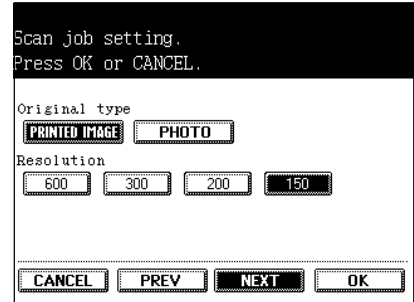 Scan job setting.
Press OK or CANCEL.
Original type
PRINTED IMAGE PHOTO
Resolution
600 300 200 150
CANCEL PREV NEXT OK